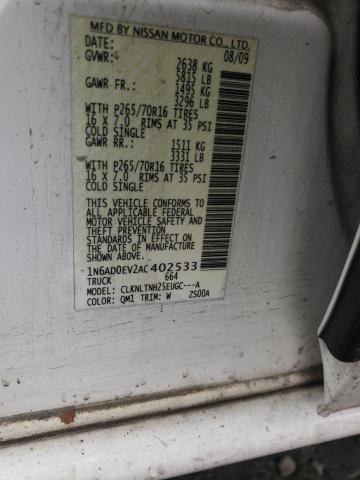 MFD BY NISSAN MOTOR CO., LTD.
DATE: 08/09
GVWR: 2638 KG
5815 LB
GAWR FR.: 1495 KG
3296 LB
WITH P265/70R16 TIRES
16 X 7.0 RIMS AT 35 PSI
COLD SINGLE
GAWR RR.: 1511 KG
3331 LB
WITH P265/70R16 TIRES
16 X 7.0 RIMS AT 35 PSI
COLD SINGLE
THIS VEHICLE CONFORMS TO
ALL APPLICABLE FEDERAL
MOTOR VEHICLE SAFETY AND
THEFT PREVENTION
STANDARDS IN EFFECT ON
THE DATE OF MANUFACTURE
SHOWN ABOVE.
1N6AD0EV2AC402533
TRUCK 664
MODEL: CLKNLTNH25EUGC---A
COLOR: QM1 TRIM: W ZS00A
1